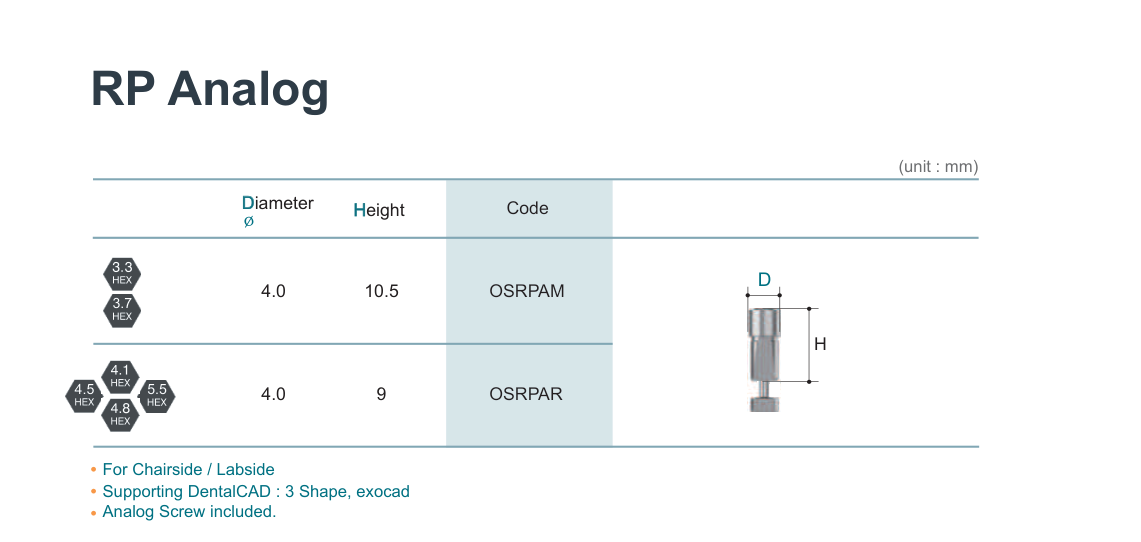 RP Analog
(unit : mm)
Diameter Height Code
Ø
3.3
HEX
3.7
HEX
4.0 10.5 OSRPAM
D
H
4.1
HEX
4.5
HEX
5.5
HEX
4.8
HEX
4.0 9 OSRPAR
• For Chairside / Labside
• Supporting DentalCAD : 3 Shape, exocad
• Analog Screw included.